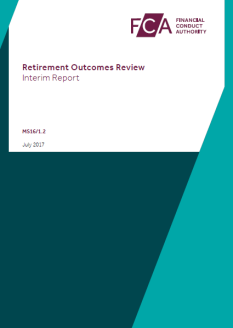 FCA
FINANCIAL
CONDUCT
AUTHORITY
Retirement Outcomes Review
Interim Report
MS16/1.2
July 2017